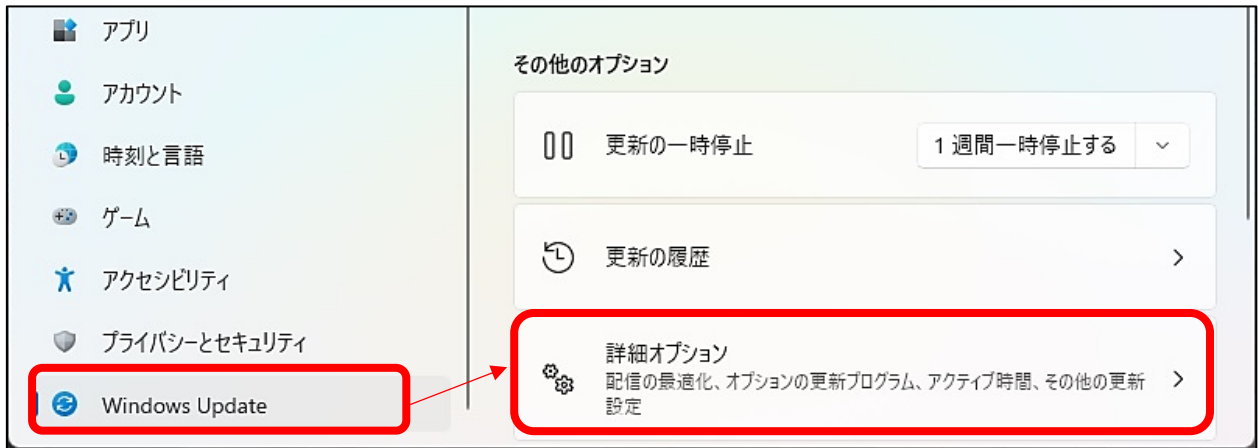 アプリ
アカウント
時刻と言語
ゲーム
アクセシビリティ
プライバシーとセキュリティ
Windows Update
その他のオプション
更新の一時停止
1 週間一時停止する
更新の履歴
詳細オプション
配信の最適化、オプションの更新プログラム、アクティブ時間、その他の更新
設定